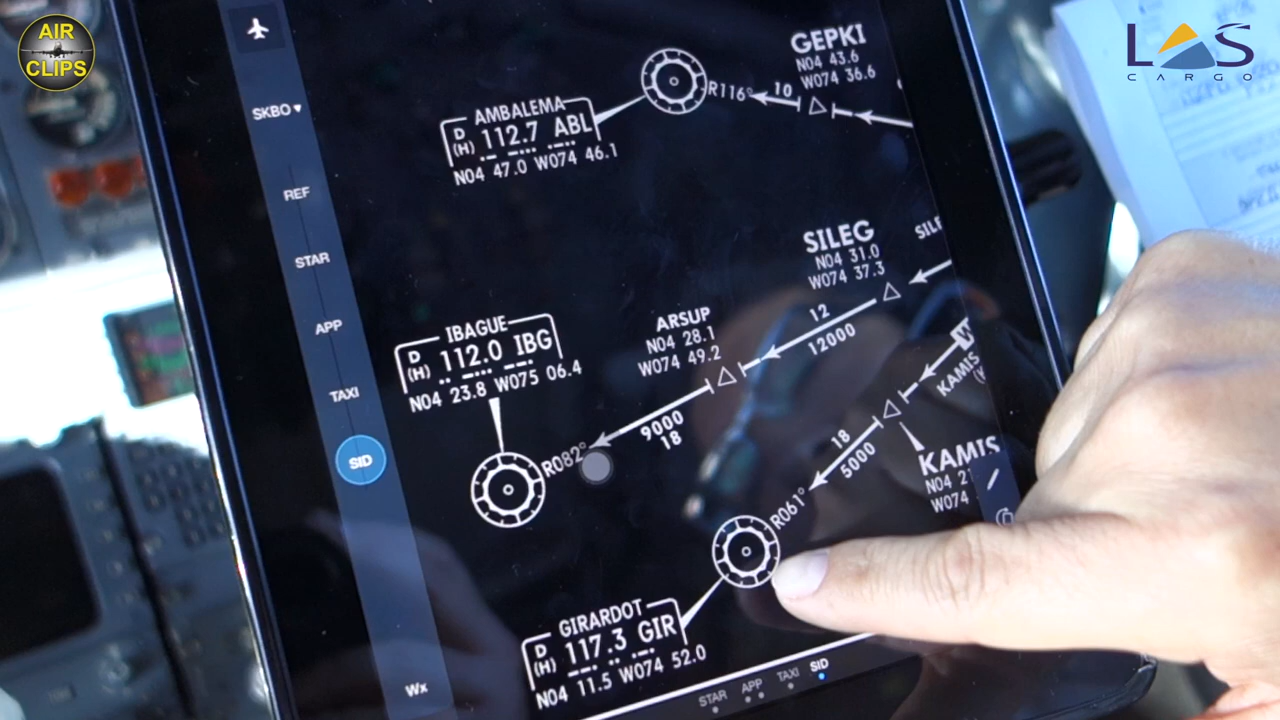 AIR
CLIPS
LAS
CARGO
SKBO ▾
REF
STAR
APP
TAXI
SID
Wx
GEPKI
N04 43.6
W074 36.6
R116°
10
AMBALEMA
D
(H) 112.7 ABL
N04 47.0 W074 46.1
SILEG
N04 31.0
W074 37.3
12
12000
ARSUP
N04 28.1
W074 49.2
IBAGUE
D
(H) 112.0 IBG
N04 23.8 W075 06.4
R082°
9000
18
18
5000
KAMIS
KAMIS
N04
W074
R061°
GIRARDOT
D
(H) 117.3 GIR
N04 11.5 W074 52.0
STAR APP TAXI SID